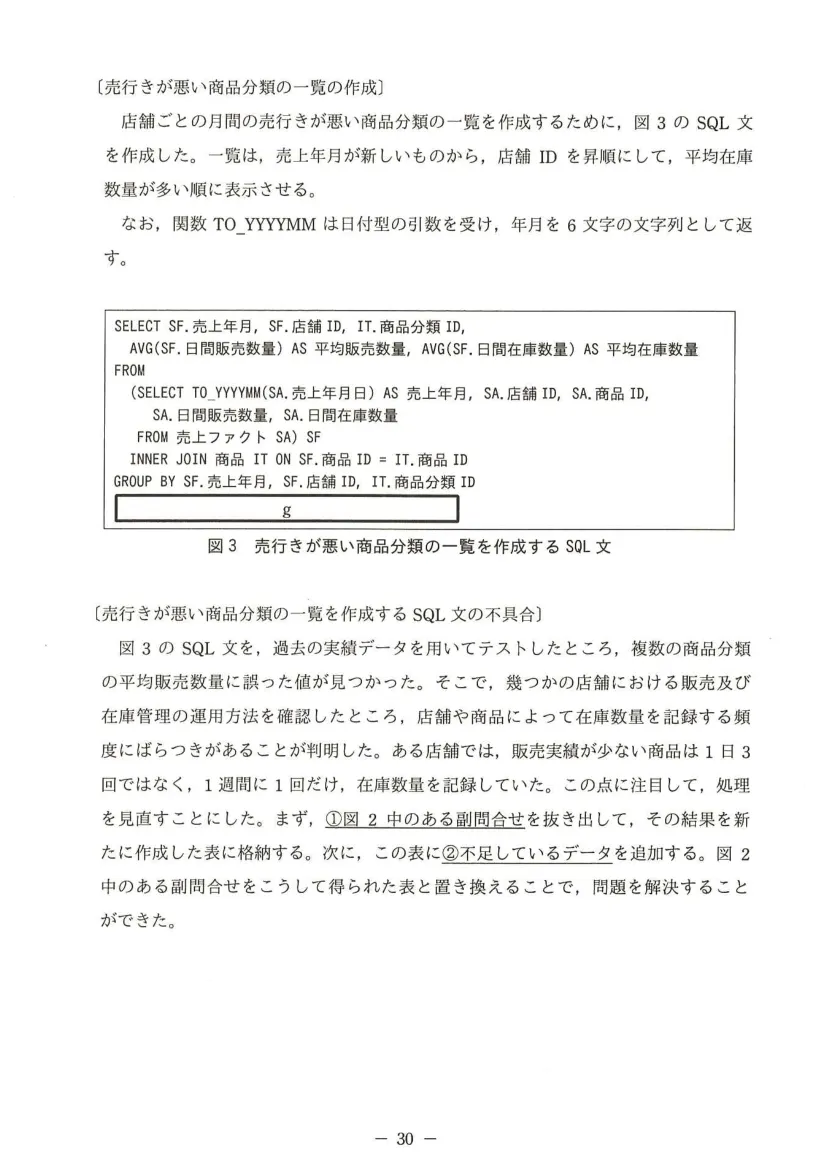 〔売行きが悪い商品分類の一覧の作成〕
店舗ごとの月間の売行きが悪い商品分類の一覧を作成するために，図 3 の SQL 文
を作成した。一覧は，売上年月が新しいものから，店舗 ID を昇順にして，平均在庫
数量が多い順に表示させる。
なお，関数 TO_YYYYMM は日付型の引数を受け，年月を 6 文字の文字列として返
す。
SELECT SF.売上年月, SF.店舗 ID, IT.商品分類 ID,
AVG(SF.日間販売数量) AS 平均販売数量, AVG(SF.日間在庫数量) AS 平均在庫数量
FROM
(SELECT TO_YYYYMM(SA.売上年月日) AS 売上年月, SA.店舗 ID, SA.商品 ID,
SA.日間販売数量, SA.日間在庫数量
FROM 売上ファクト SA) SF
INNER JOIN 商品 IT ON SF.商品 ID = IT.商品 ID
GROUP BY SF.売上年月, SF.店舗 ID, IT.商品分類 ID
g
図 3 売行きが悪い商品分類の一覧を作成する SQL 文
〔売行きが悪い商品分類の一覧を作成する SQL 文の不具合〕
図 3 の SQL 文を，過去の実績データを用いてテストしたところ，複数の商品分類
の平均販売数量に誤った値が見つかった。そこで，幾つかの店舗における販売及び
在庫管理の運用方法を確認したところ，店舗や商品によって在庫数量を記録する頻
度にばらつきがあることが判明した。ある店舗では，販売実績が少ない商品は 1 日 3
回ではなく，1 週間に 1 回だけ，在庫数量を記録していた。この点に注目して，処理
を見直すことにした。まず，①図 2 中のある副問合せを抜き出して，その結果を新
たに作成した表に格納する。次に，この表に②不足しているデータを追加する。図 2
中のある副問合せをこうして得られた表と置き換えることで，問題を解決すること
ができた。
－ 30 －